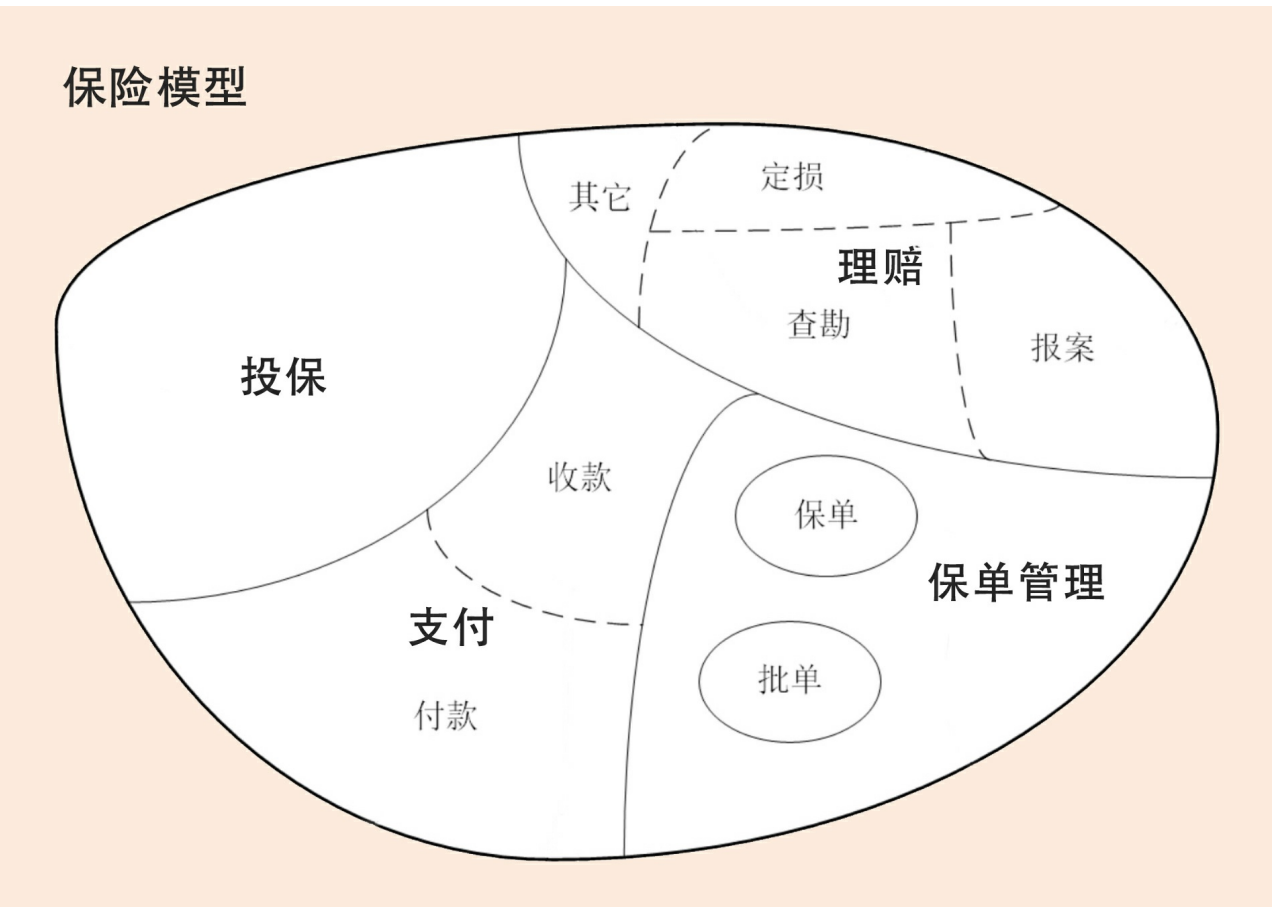 保险模型
其它
定损
理赔
查勘
报案
投保
收款
保单
保单管理
支付
批单
付款